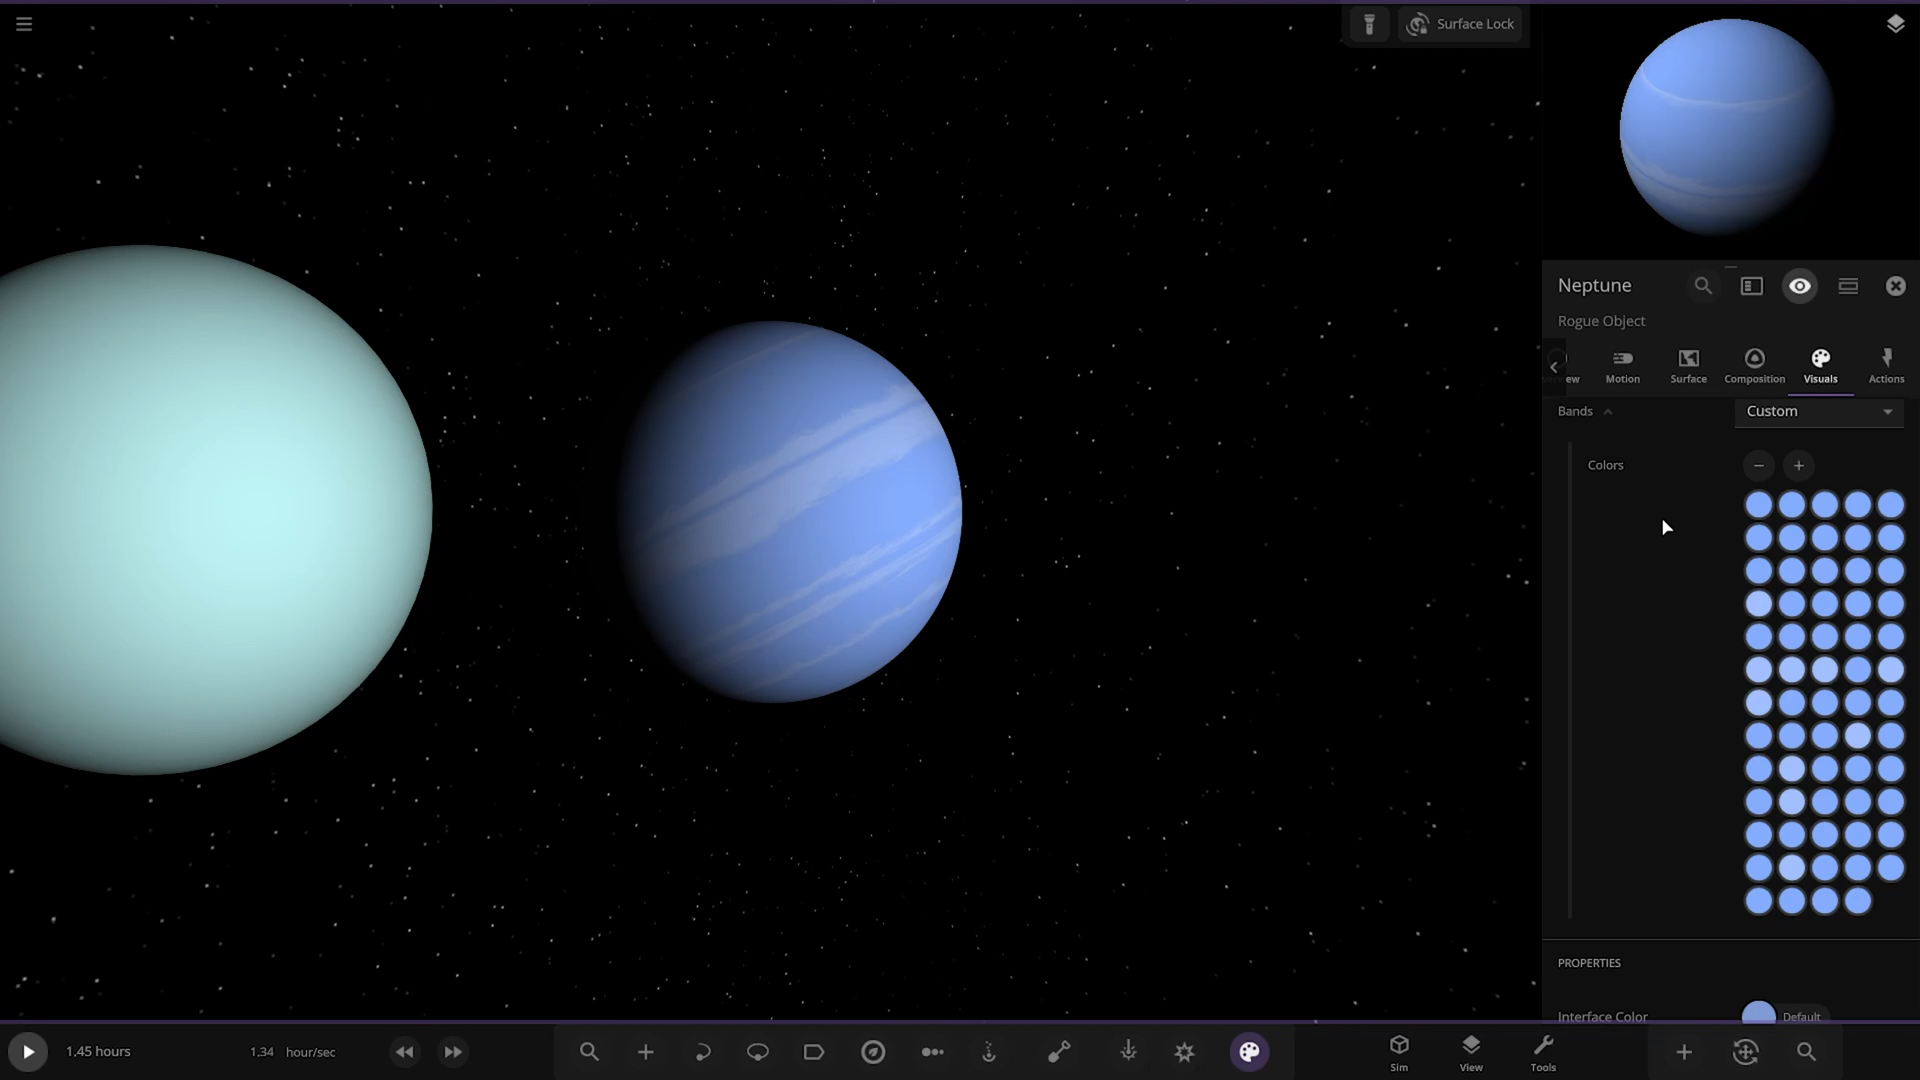 Surface Lock
Neptune
Rogue Object
Motion
Surface
Composition
Visuals
Actions
Bands
Custom
Colors
PROPERTIES
Interface Color
Default
1.45 hours
1.34 hour/sec
Sim
View
Tools